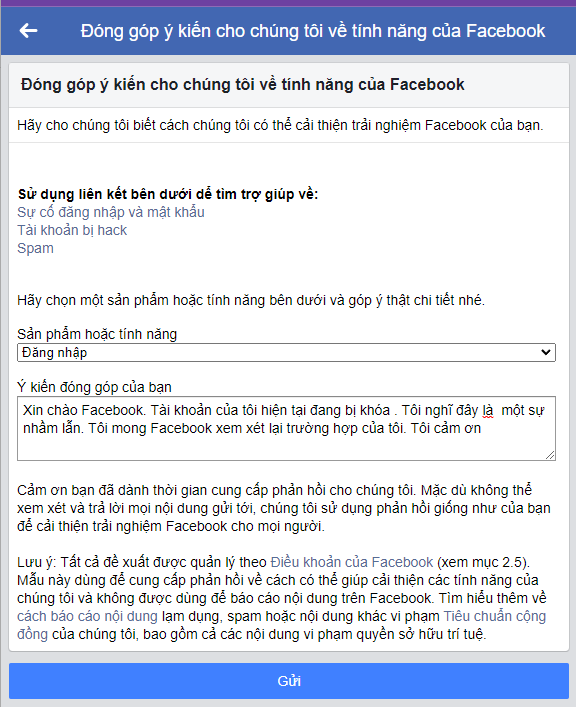 Đóng góp ý kiến cho chúng tôi về tính năng của Facebook
Đóng góp ý kiến cho chúng tôi về tính năng của Facebook
Hãy cho chúng tôi biết cách chúng tôi có thể cải thiện trải nghiệm Facebook của bạn.
Sử dụng liên kết bên dưới dể tìm trợ giúp về:
Sự cố đăng nhập và mật khẩu
Tài khoản bị hack
Spam
Hãy chọn một sản phẩm hoặc tính năng bên dưới và góp ý thật chi tiết nhé.
Sản phẩm hoặc tính năng
Đăng nhập
Ý kiến đóng góp của bạn
Xin chào Facebook. Tài khoản của tôi hiện tại đang bị khóa . Tôi nghĩ đây là một sự
nhầm lẫn. Tôi mong Facebook xem xét lại trường hợp của tôi. Tôi cảm ơn
Cảm ơn bạn đã dành thời gian cung cấp phản hồi cho chúng tôi. Mặc dù không thể
xem xét và trả lời mọi nội dung gửi tới, chúng tôi sử dụng phản hồi giống như của bạn
để cải thiện trải nghiệm Facebook cho mọi người.
Lưu ý: Tất cả đề xuất được quản lý theo Điều khoản của Facebook (xem mục 2.5).
Mẫu này dùng để cung cấp phản hồi về cách có thể giúp cải thiện các tính năng của
chúng tôi và không được dùng để báo cáo nội dung trên Facebook. Tìm hiểu thêm về
cách báo cáo nội dung lạm dụng, spam hoặc nội dung khác vi phạm Tiêu chuẩn cộng
đồng của chúng tôi, bao gồm cả các nội dung vi phạm quyền sở hữu trí tuệ.
Gửi